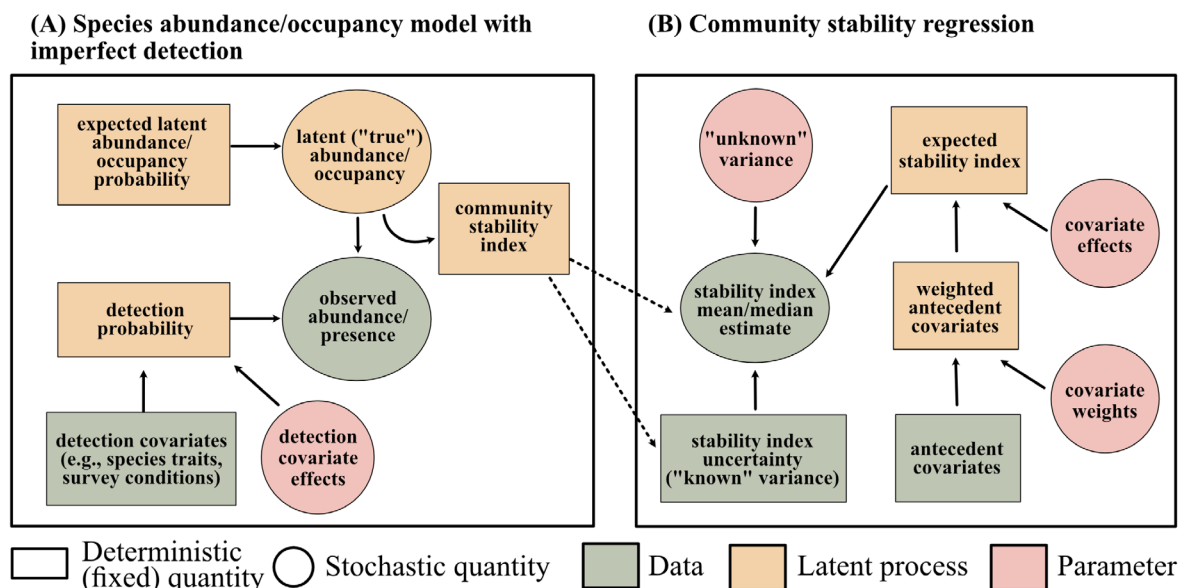 (A) Species abundance/occupancy model with
imperfect detection
expected latent
abundance/
occupancy
probability
latent ("true")
abundance/
occupancy
community
stability
index
detection
probability
observed
abundance/
presence
detection covariates
(e.g., species traits,
survey conditions)
detection
covariate
effects
(B) Community stability regression
"unknown"
variance
expected
stability index
covariate
effects
stability index
mean/median
estimate
weighted
antecedent
covariates
covariate
weights
stability index
uncertainty
("known" variance)
antecedent
covariates
Deterministic
(fixed) quantity
Stochastic quantity
Data
Latent process
Parameter